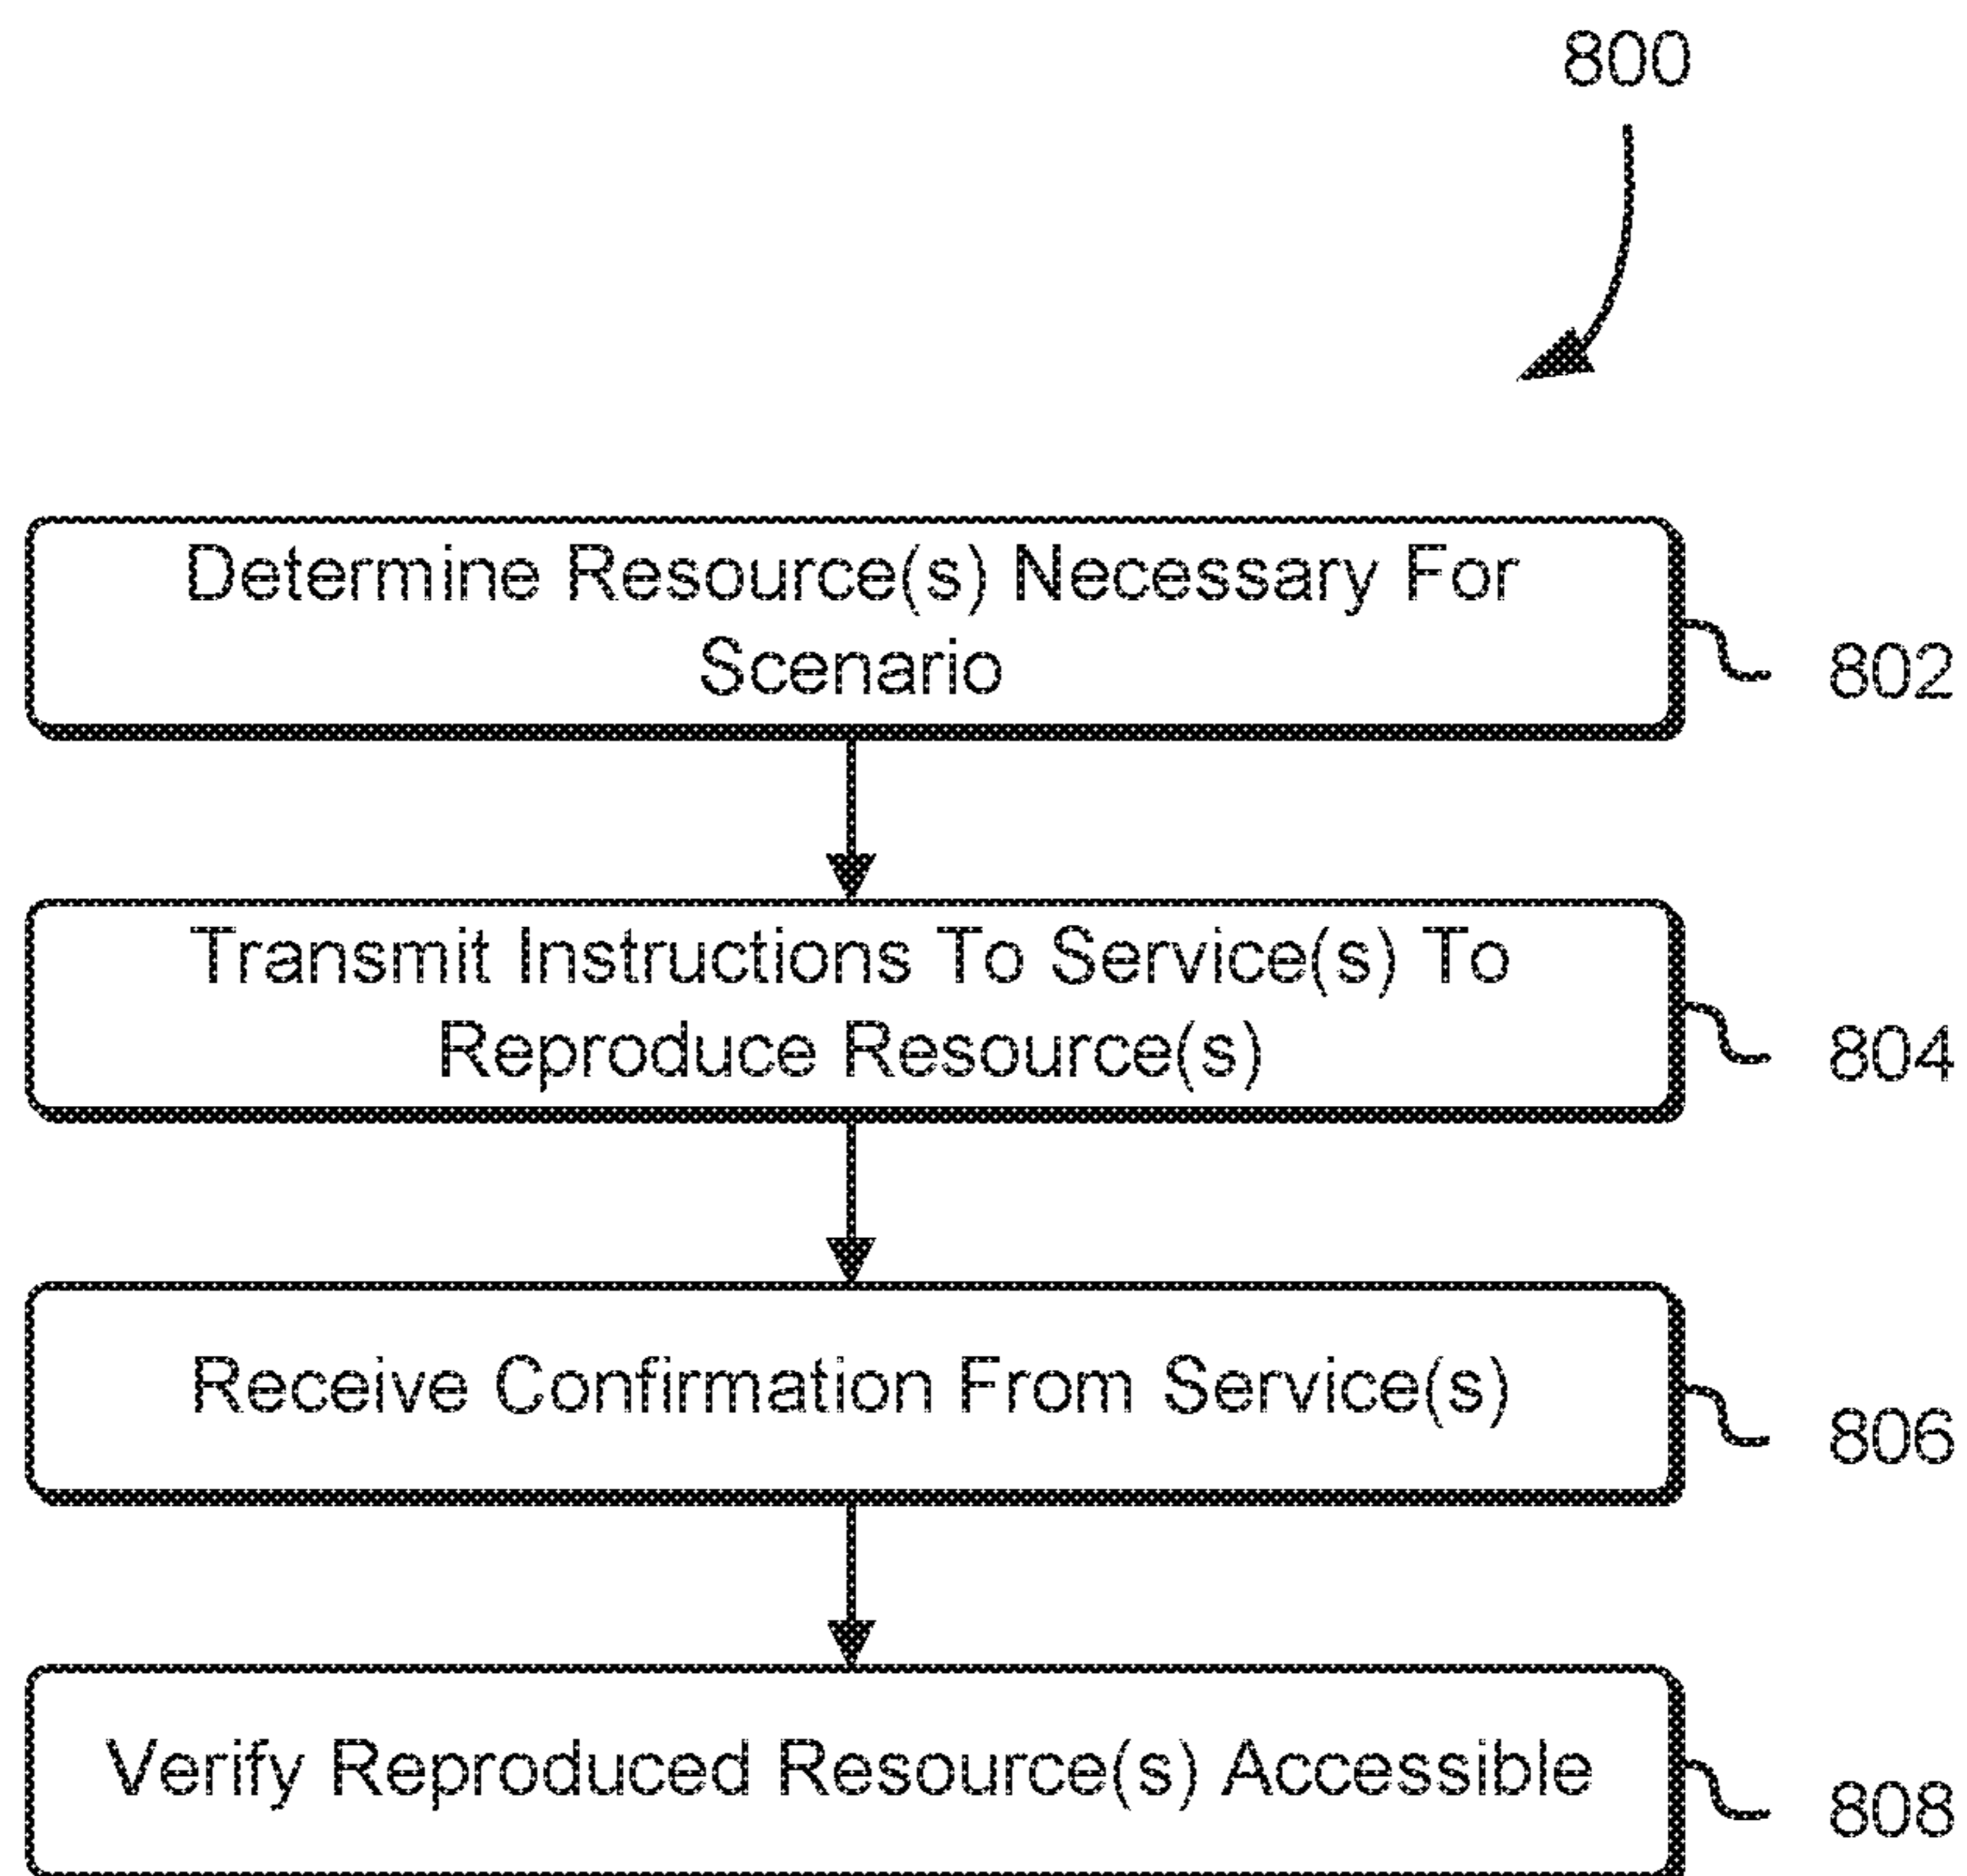 800
Determine Resource(s) Necessary For
Scenario
802
Transmit Instructions To Service(s) To
Reproduce Resource(s)
804
Receive Confirmation From Service(s)
806
Verify Reproduced Resource(s) Accessible
808